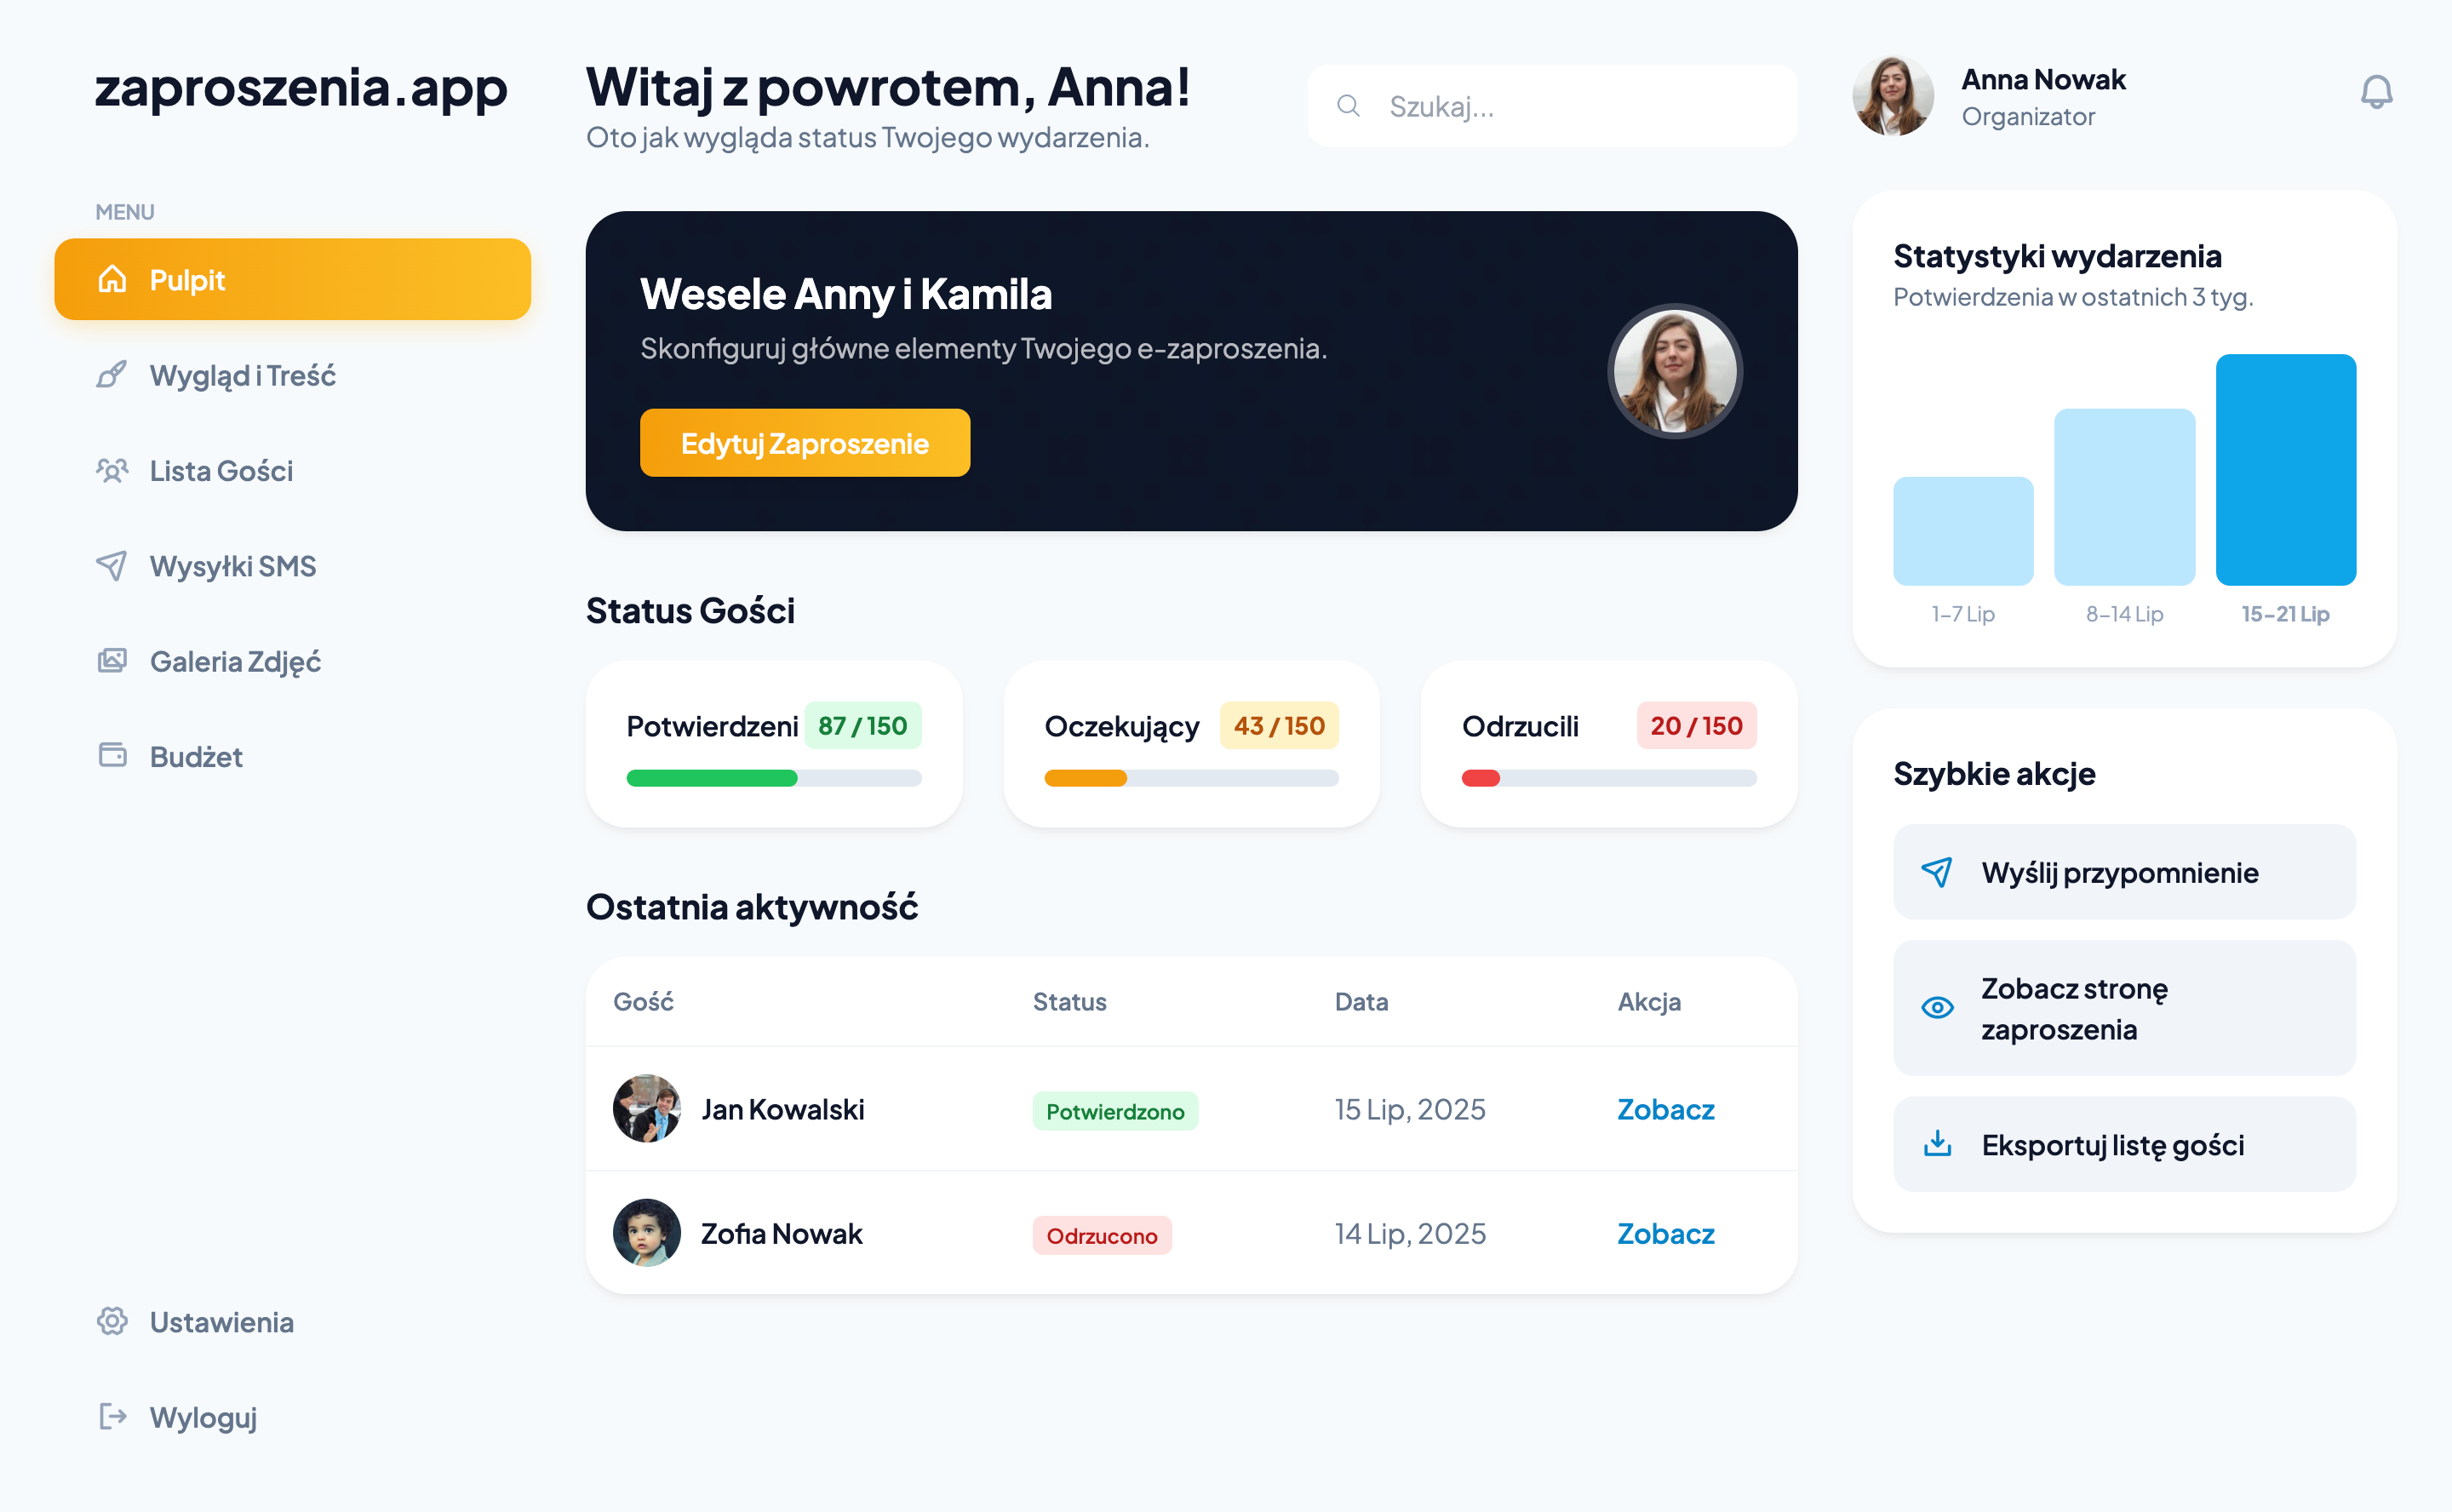 zaproszenia.app
MENU
Pulpit
Wygląd i Treść
Lista Gości
Wysyłki SMS
Galeria Zdjęć
Budżet
Ustawienia
Wyloguj
Witaj z powrotem, Anna!
Oto jak wygląda status Twojego wydarzenia.
Szukaj...
Wesele Anny i Kamila
Skonfiguruj główne elementy Twojego e-zaproszenia.
Edytuj Zaproszenie
Status Gości
Potwierdzeni 87 / 150
Oczekujący 43 / 150
Odrzucili 20 / 150
Ostatnia aktywność
Gość Status Data Akcja
Jan Kowalski Potwierdzono 15 Lip, 2025 Zobacz
Zofia Nowak Odrzucono 14 Lip, 2025 Zobacz
Anna Nowak
Organizator
Statystyki wydarzenia
Potwierdzenia w ostatnich 3 tyg.
1-7 Lip 8-14 Lip 15-21 Lip
Szybkie akcje
Wyślij przypomnienie
Zobacz stronę
zaproszenia
Eksportuj listę gości